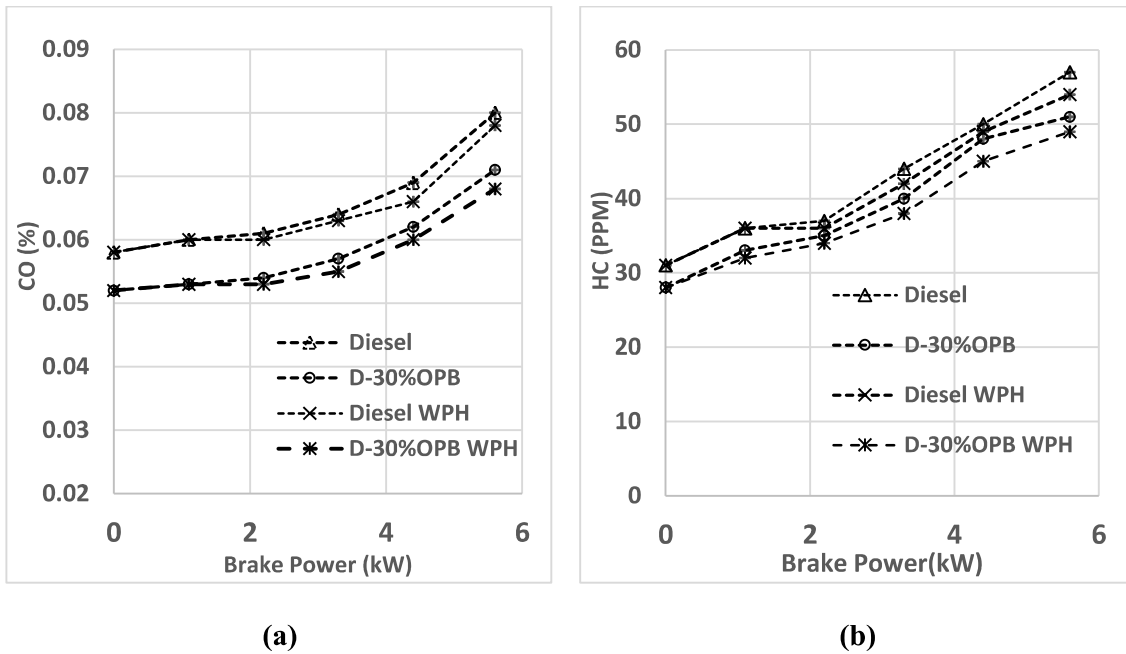 0.09
0.08
0.07
0.06
0.05
0.04
0.03
0.02
CO (%)
Diesel
D-30%OPB
Diesel WPH
D-30%OPB WPH
0 2 4 6
Brake Power (kW)
(a)
60
50
40
30
20
10
0
HC (PPM)
Diesel
D-30%OPB
Diesel WPH
D-30%OPB WPH
0 2 4 6
Brake Power(kW)
(b)